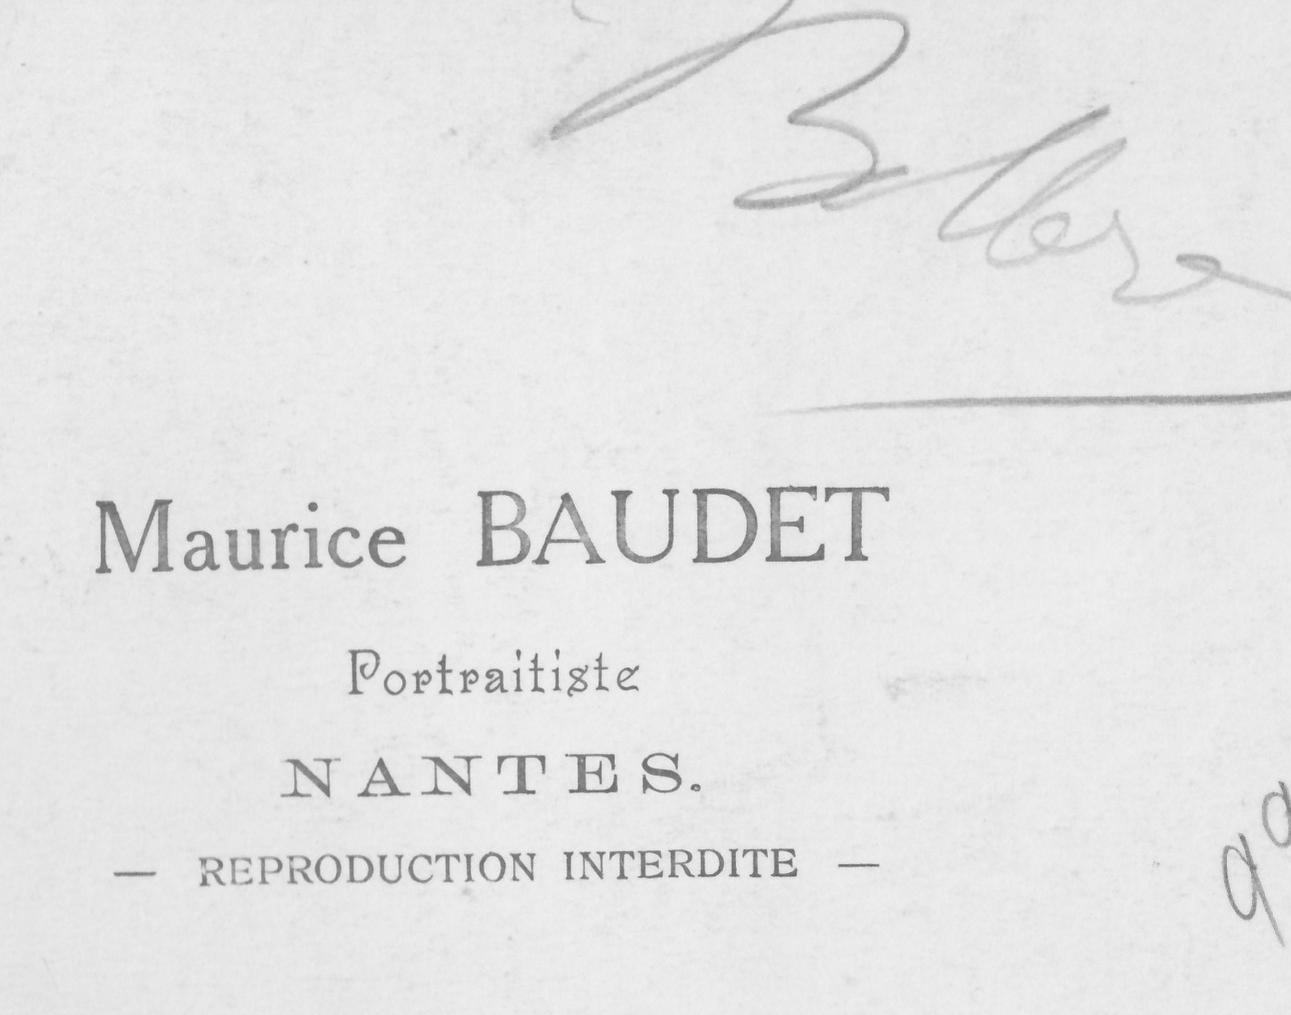 Maurice BAUDET
Portraitiste
NANTES.
— REPRODUCTION INTERDITE —